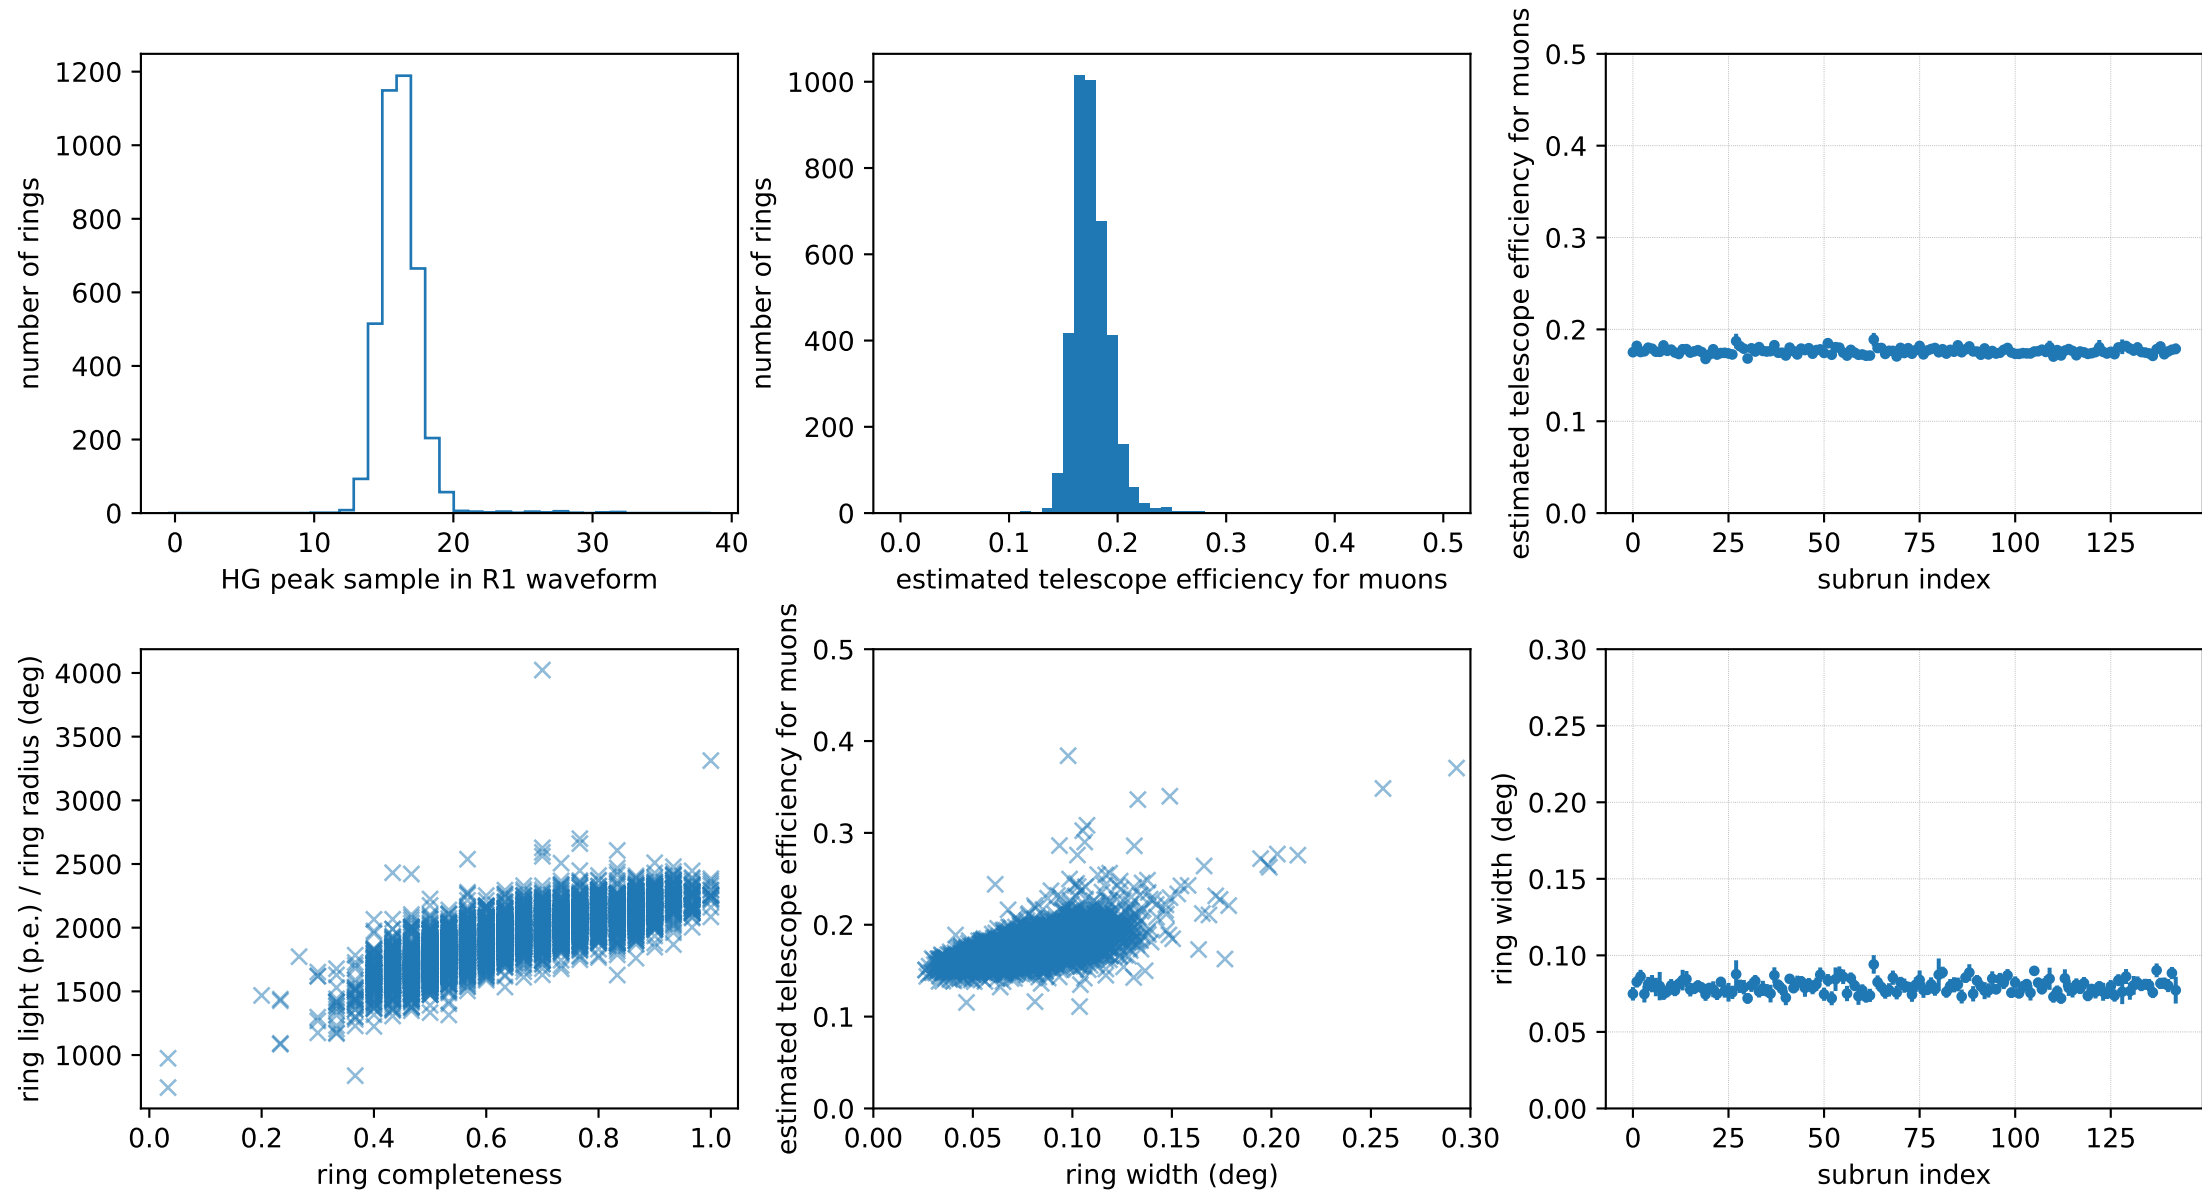 number of rings
1200
1000
800
600
400
200
0
0 10 20 30 40
HG peak sample in R1 waveform
number of rings
1000
800
600
400
200
0
0.0 0.1 0.2 0.3 0.4 0.5
estimated telescope efficiency for muons
estimated telescope efficiency for muons
0.5
0.4
0.3
0.2
0.1
0.0
0 25 50 75 100 125
subrun index
ring light (p.e.) / ring radius (deg)
4000
3500
3000
2500
2000
1500
1000
0.0 0.2 0.4 0.6 0.8 1.0
ring completeness
estimated telescope efficiency for muons
0.5
0.4
0.3
0.2
0.1
0.0
0.00 0.05 0.10 0.15 0.20 0.25 0.30
ring width (deg)
ring width (deg)
0.30
0.25
0.20
0.15
0.10
0.05
0.00
0 25 50 75 100 125
subrun index